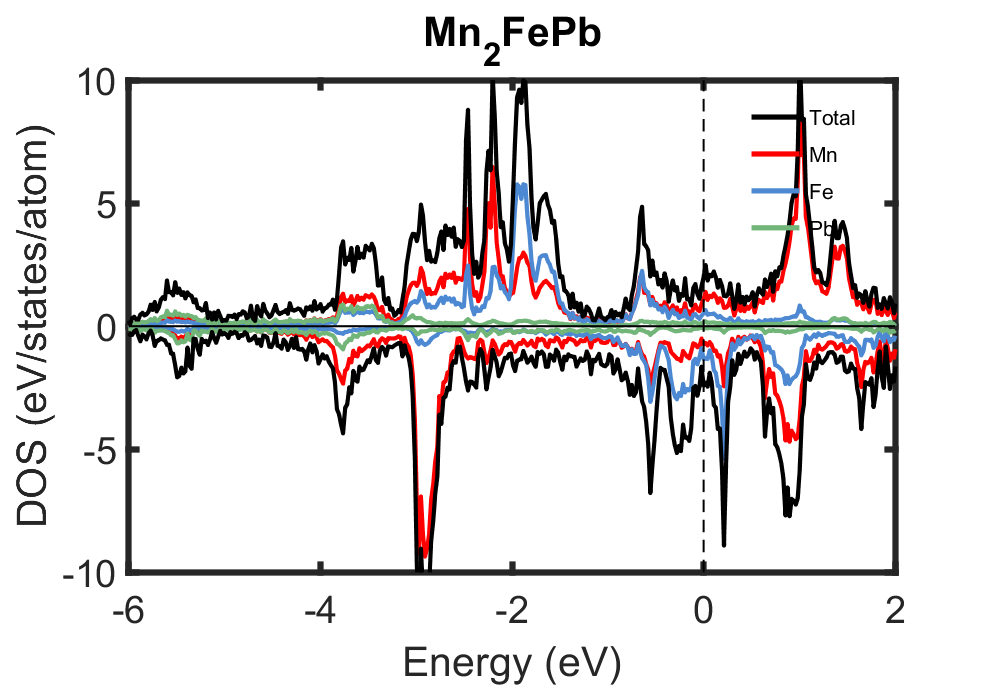 Mn2FePb
DOS (eV/states/atom)
10
5
0
-5
-10
Total
Mn
Fe
Pb
-6
-4
-2
0
2
Energy (eV)